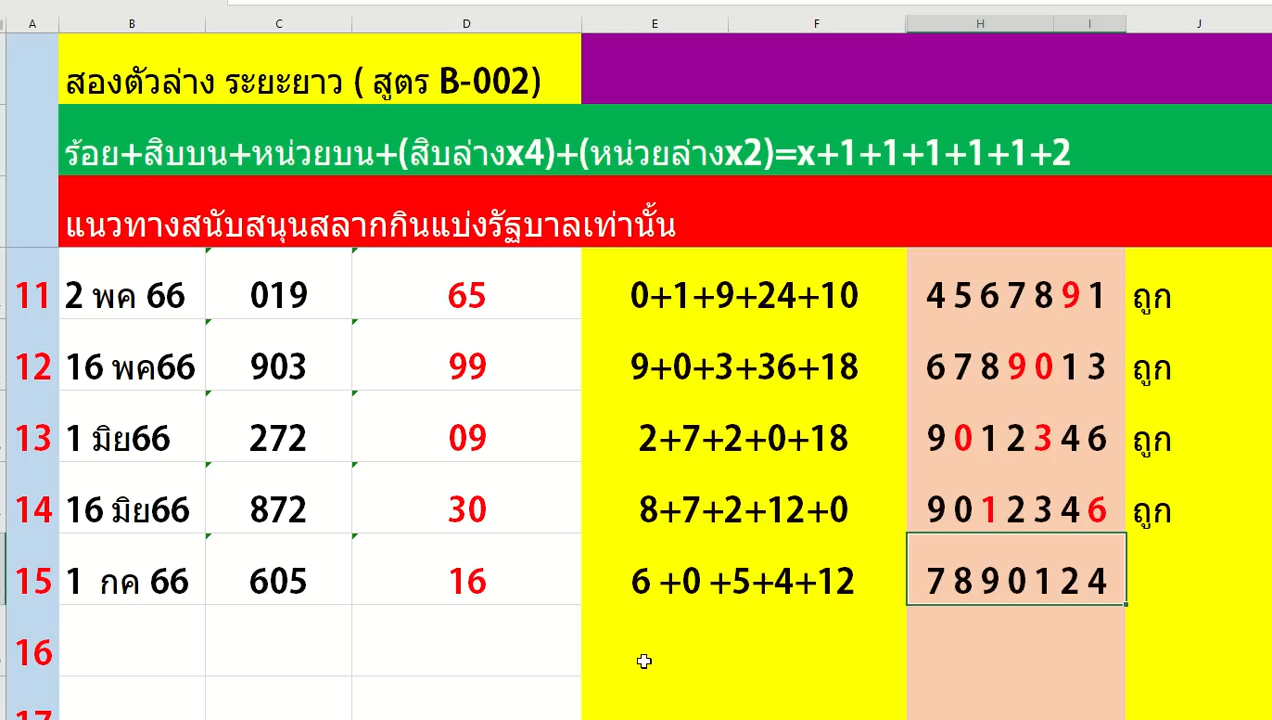 A B C D E F H I J
สองตัวล่าง ระยะยาว ( สูตร B-002)
ร้อย+สิบบน+หน่วยบน+(สิบล่างx4)+(หน่วยล่างx2)=x+1+1+1+1+1+2
แนวทางสนับสนุนสลากกินแบ่งรัฐบาลเท่านั้น
11 2 พค 66 019 65 0+1+9+24+10 4 5 6 7 8 9 1 ถูก
12 16 พค66 903 99 9+0+3+36+18 6 7 8 9 0 1 3 ถูก
13 1 มิย66 272 09 2+7+2+0+18 9 0 1 2 3 4 6 ถูก
14 16 มิย66 872 30 8+7+2+12+0 9 0 1 2 3 4 6 ถูก
15 1 กค 66 605 16 6 +0 +5+4+12 7 8 9 0 1 2 4
16
17